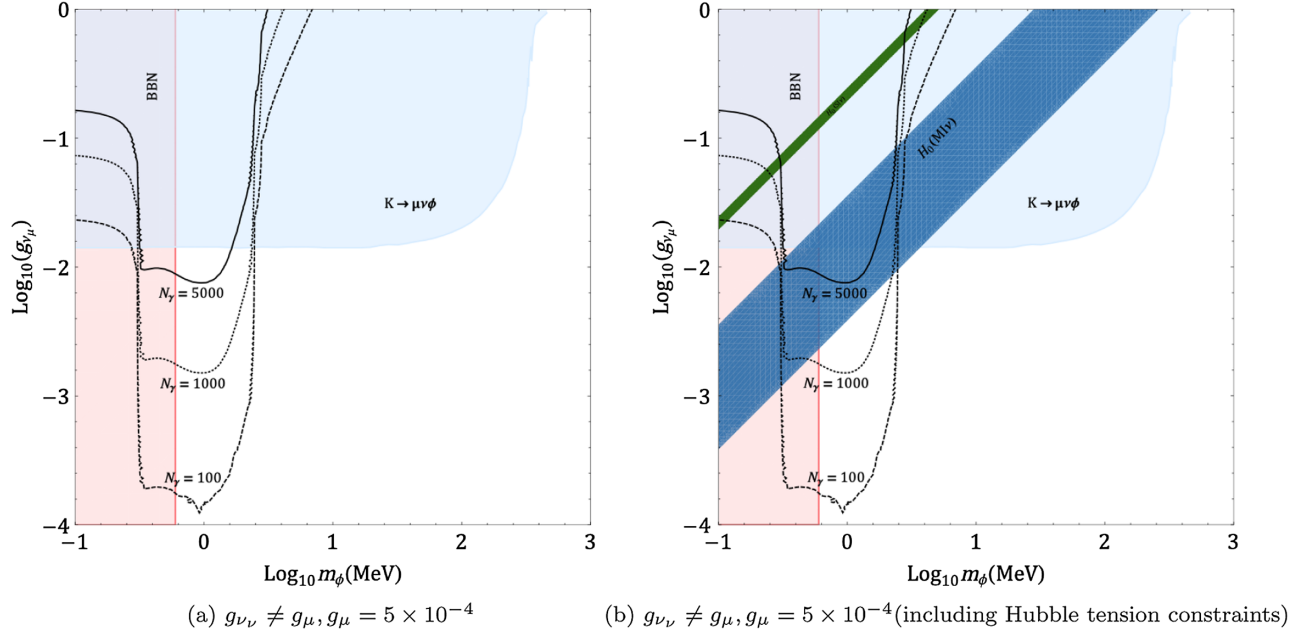 0
−1
−2
−3
−4
−1
0
1
2
3
Log₁₀(gᵥμ)
Log₁₀ mϕ(MeV)
BBN
K → μνϕ
Nγ = 5000
Nγ = 1000
Nγ = 100
(a) gνν ≠ gμ, gμ = 5 × 10⁻⁴
0
−1
−2
−3
−4
−1
0
1
2
3
Log₁₀(gᵥμ)
Log₁₀ mϕ(MeV)
BBN
H₀(MIν)
K → μνϕ
Nγ = 5000
Nγ = 1000
Nγ = 100
(b) gνν ≠ gμ, gμ = 5 × 10⁻⁴(including Hubble tension constraints)